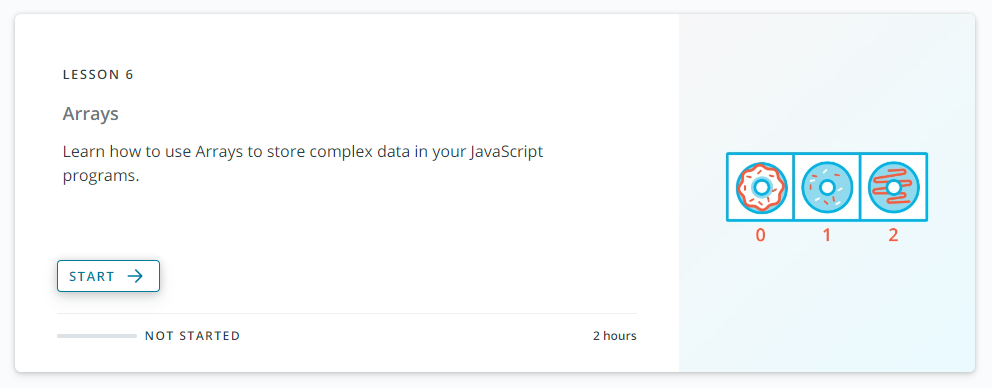 LESSON 6
Arrays
Learn how to use Arrays to store complex data in your JavaScript
programs.
0 1 2
START
NOT STARTED
2 hours